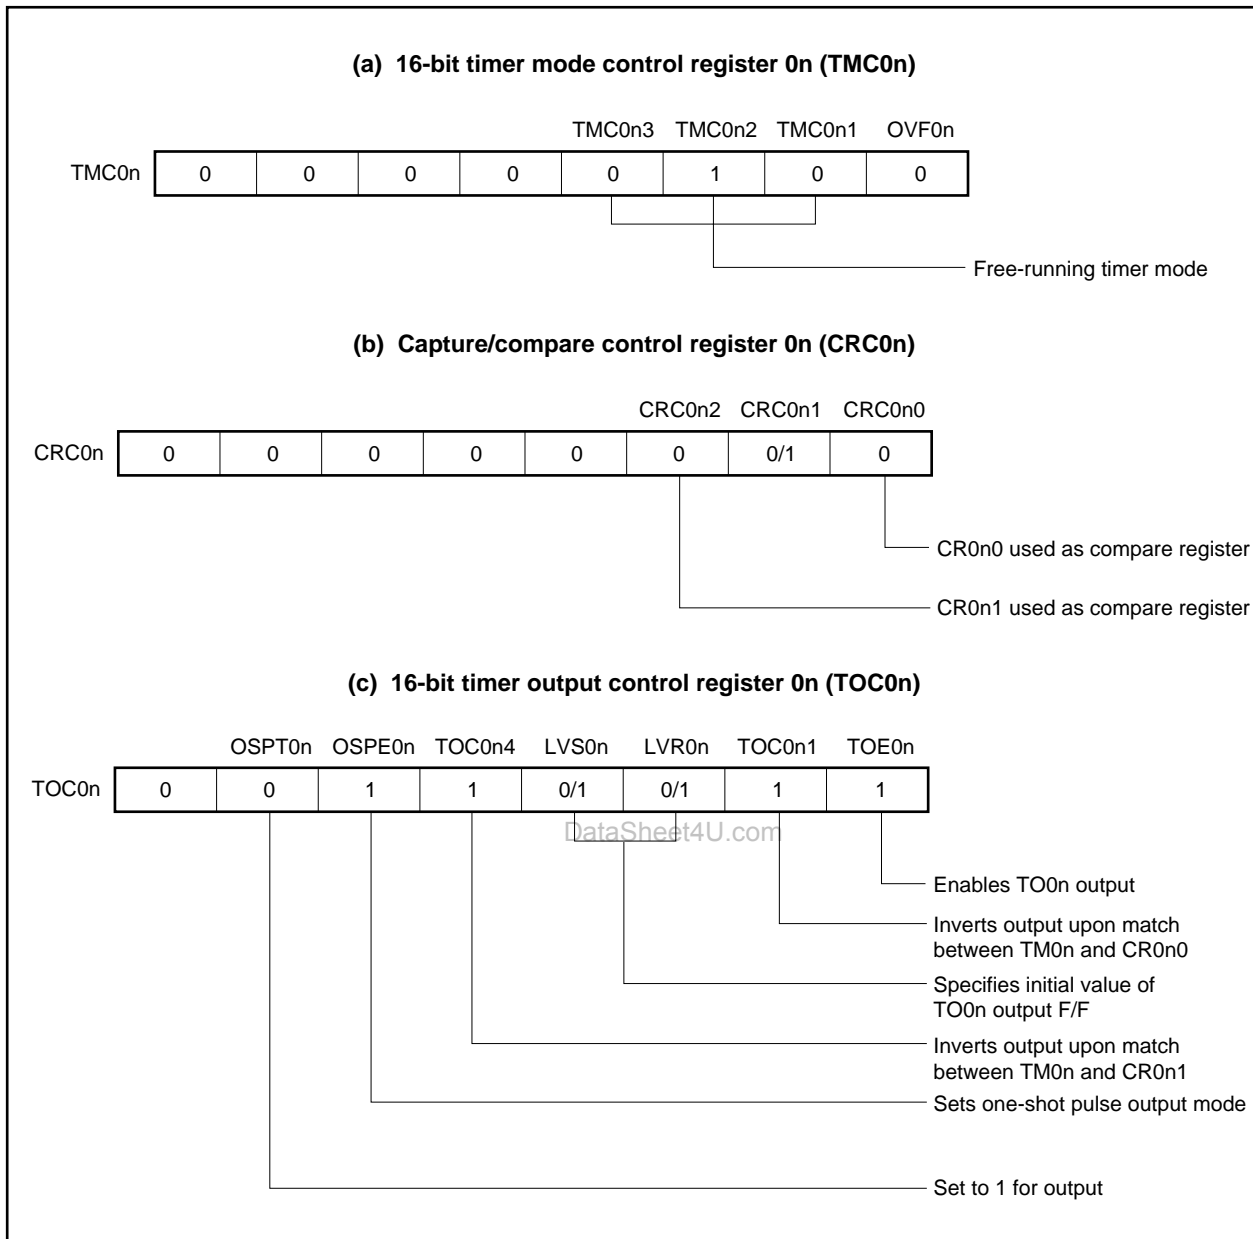 (a) 16-bit timer mode control register 0n (TMC0n)
TMC0n3 TMC0n2 TMC0n1 OVF0n
TMC0n 0 0 0 0 0 1 0 0
Free-running timer mode
(b) Capture/compare control register 0n (CRC0n)
CRC0n2 CRC0n1 CRC0n0
CRC0n 0 0 0 0 0 0 0/1 0
CR0n0 used as compare register
CR0n1 used as compare register
(c) 16-bit timer output control register 0n (TOC0n)
OSPT0n OSPE0n TOC0n4 LVS0n LVR0n TOC0n1 TOE0n
TOC0n 0 0 1 1 0/1 0/1 1 1
DataSheet4U.com
Enables TO0n output
Inverts output upon match
between TM0n and CR0n0
Specifies initial value of
TO0n output F/F
Inverts output upon match
between TM0n and CR0n1
Sets one-shot pulse output mode
Set to 1 for output